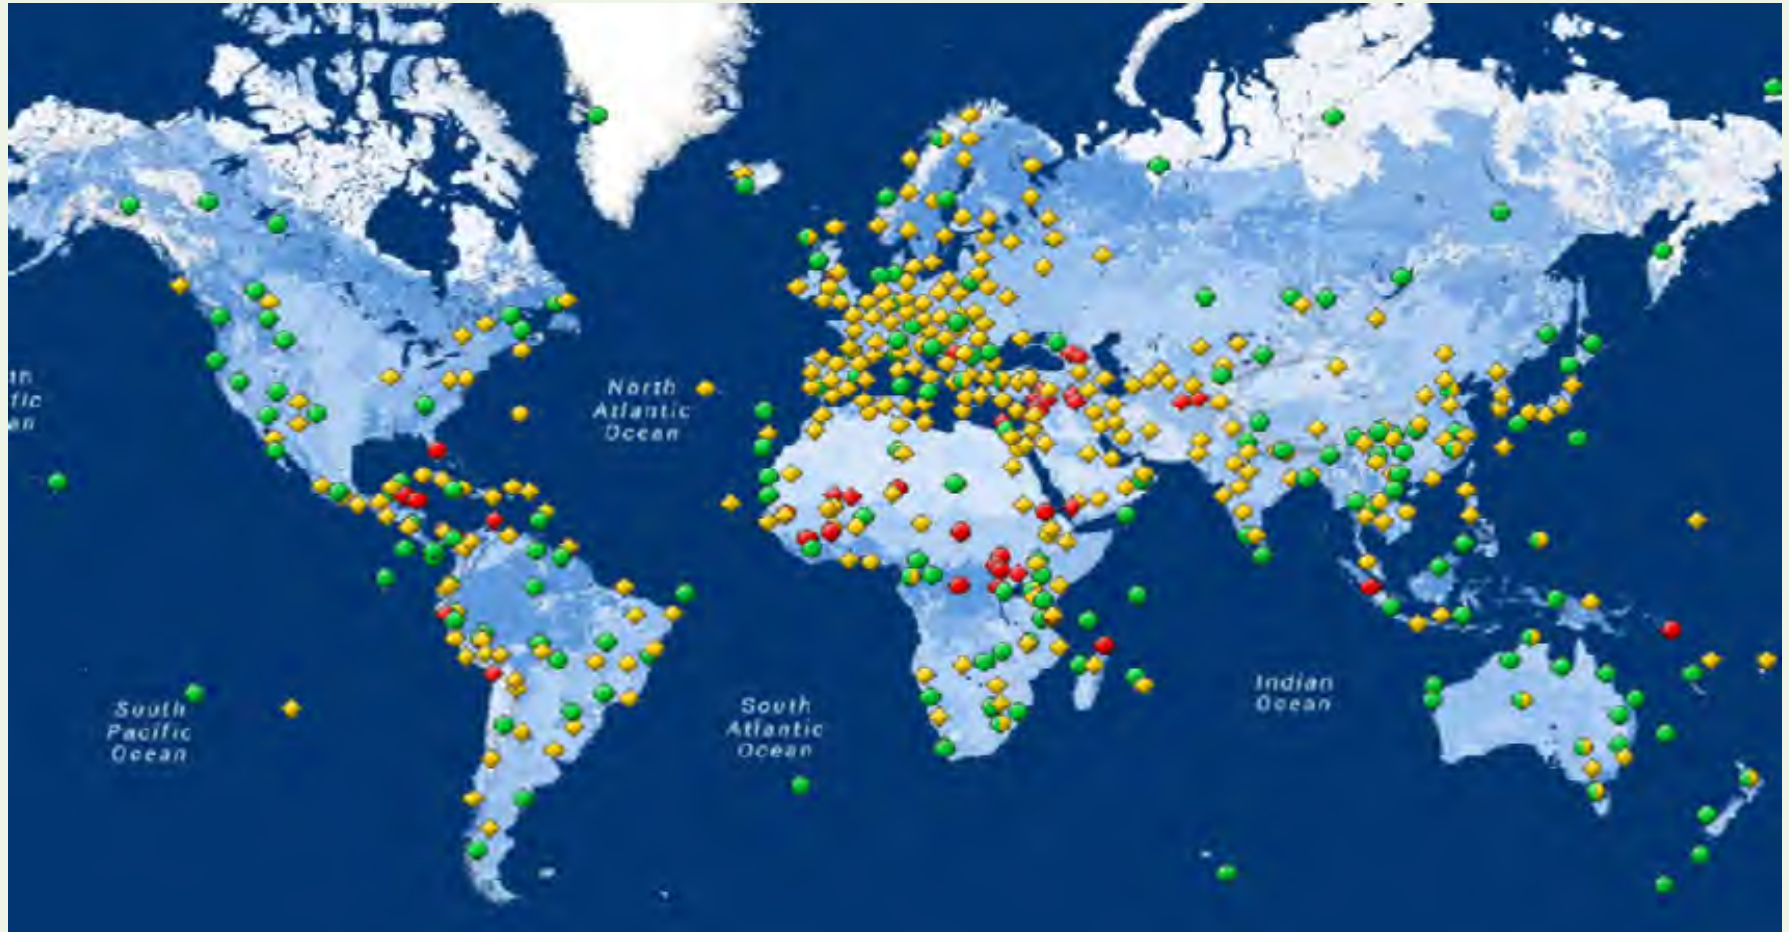 North
Atlantic
Ocean
South
Pacific
Ocean
South
Atlantic
Ocean
Indian
Ocean